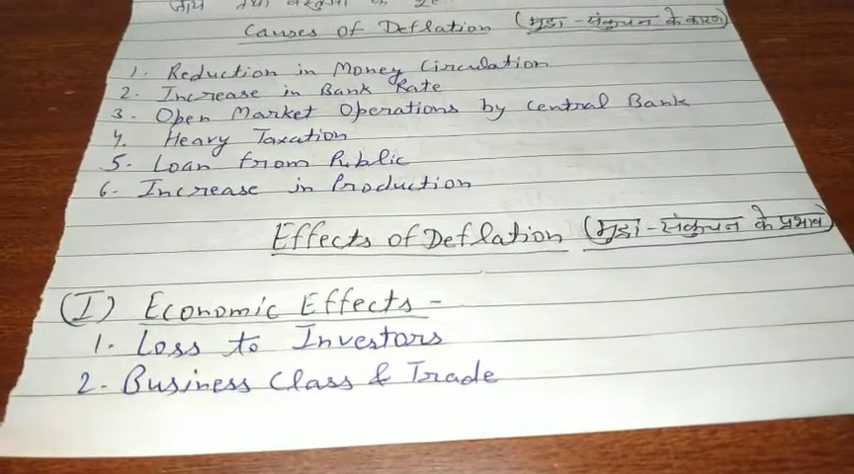 तथा वस्तुओं के
Causes of Deflation (मुद्रा-संकुचन के कारण)
1. Reduction in Money Circulation
2. Increase in Bank Rate
3. Open Market Operations by Central Bank
4. Heavy Taxation
5. Loan from Public
6. Increase in Production
Effects of Deflation (मुद्रा-संकुचन के प्रभाव)
(I) Economic Effects -
1. Loss to Investors
2. Business Class & Trade